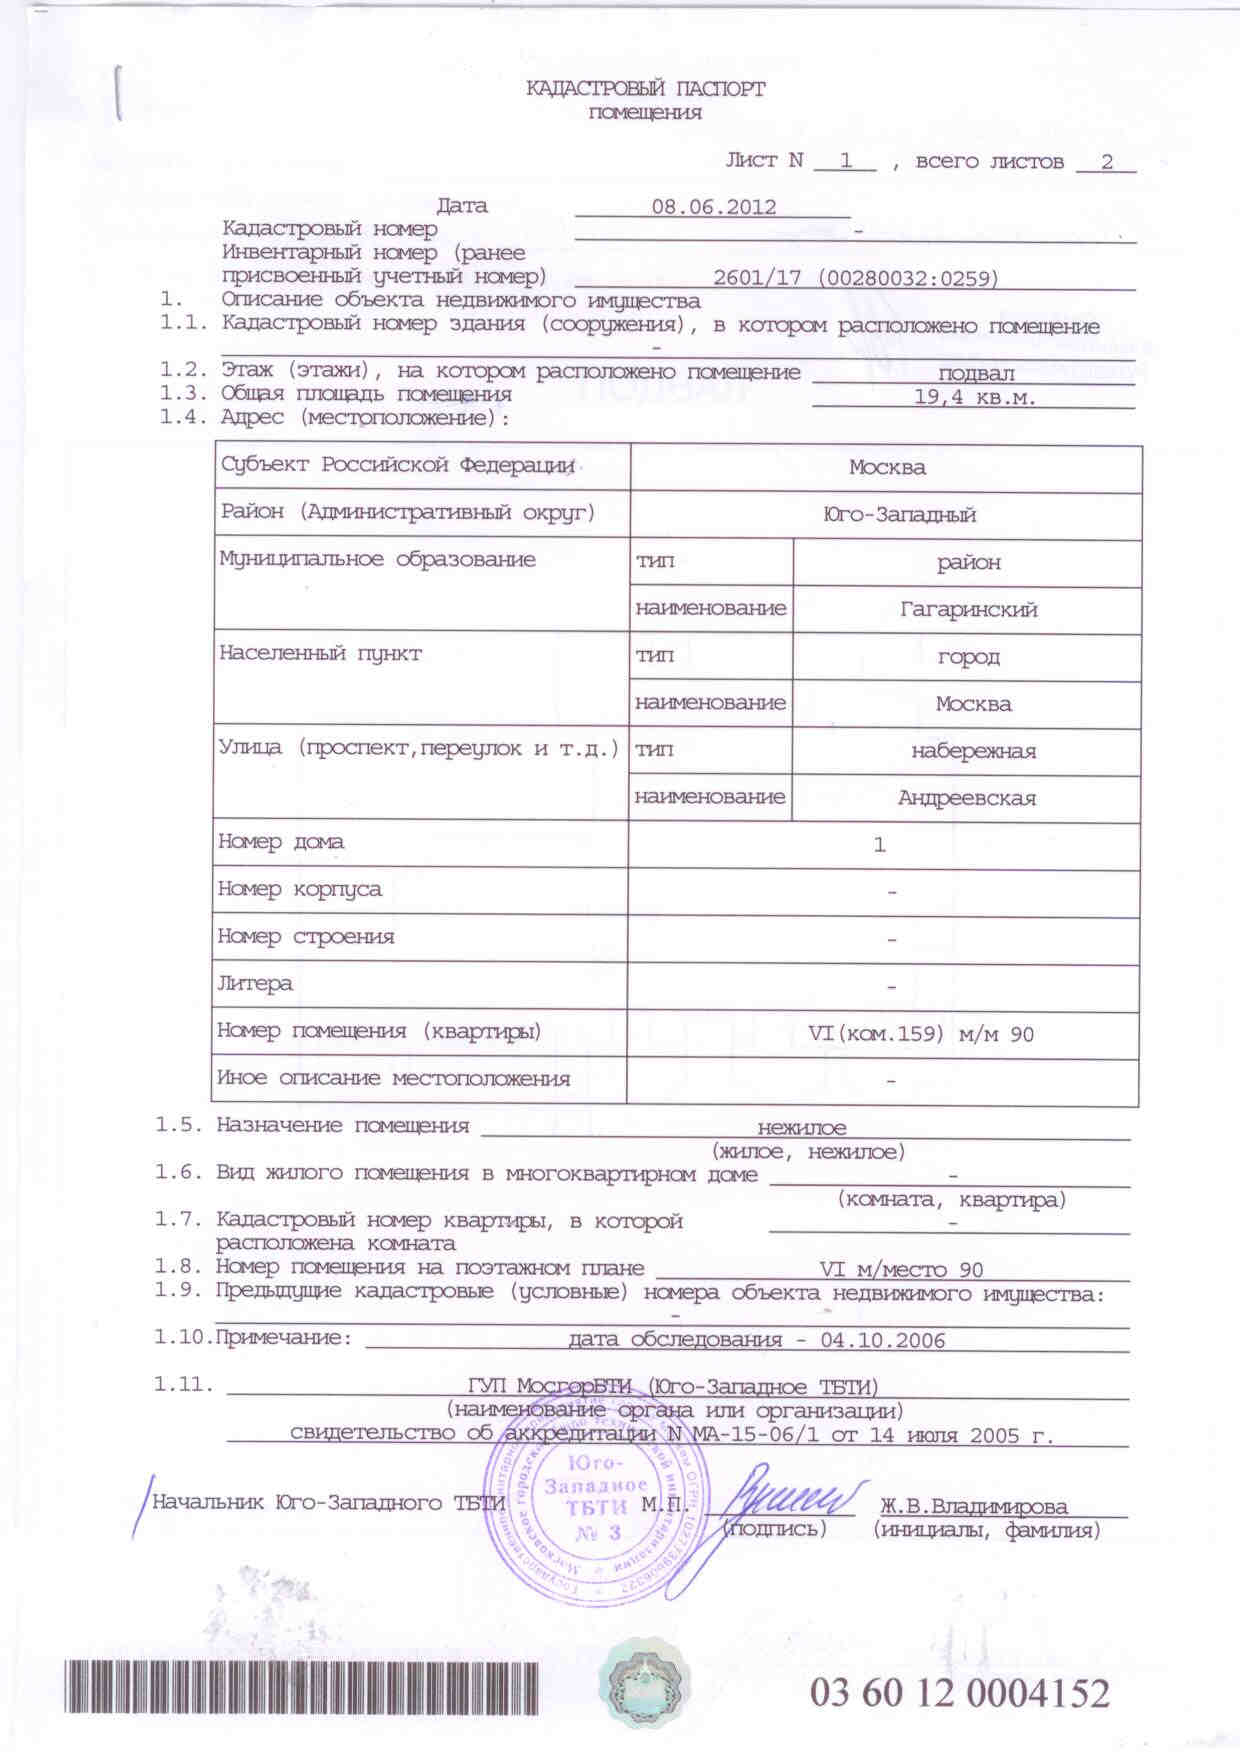 КАДАСТРОВЫЙ ПАСПОРТ
помещения
Лист N 1 , всего листов 2
Дата 08.06.2012
Кадастровый номер -
Инвентарный номер (ранее
присвоенный учетный номер) 2601/17 (00280032:0259)
1. Описание объекта недвижимого имущества
1.1. Кадастровый номер здания (сооружения), в котором расположено помещение
-
1.2. Этаж (этажи), на котором расположено помещение подвал
1.3. Общая площадь помещения 19,4 кв.м.
1.4. Адрес (местоположение):
Субъект Российской Федерации Москва
Район (Административный округ) Юго-Западный
Муниципальное образование тип район
наименование Гагаринский
Населенный пункт тип город
наименование Москва
Улица (проспект,переулок и т.д.) тип набережная
наименование Андреевская
Номер дома 1
Номер корпуса -
Номер строения -
Литера -
Номер помещения (квартиры) VI(ком.159) м/м 90
Иное описание местоположения -
1.5. Назначение помещения нежилое
(жилое, нежилое)
1.6. Вид жилого помещения в многоквартирном доме -
(комната, квартира)
1.7. Кадастровый номер квартиры, в которой -
расположена комната
1.8. Номер помещения на поэтажном плане VI м/место 90
1.9. Предыдущие кадастровые (условные) номера объекта недвижимого имущества:
-
1.10.Примечание: дата обследования - 04.10.2006
1.11. ГУП МосгорБТИ (Юго-Западное ТБТИ)
(наименование органа или организации)
свидетельство об аккредитации N МА-15-06/1 от 14 июля 2005 г.
Начальник Юго-Западного ТБТИ М.П. Ж.В.Владимирова
(подпись) (инициалы, фамилия)
Юго-
Западное
ТБТИ
№ 3
03 60 12 0004152